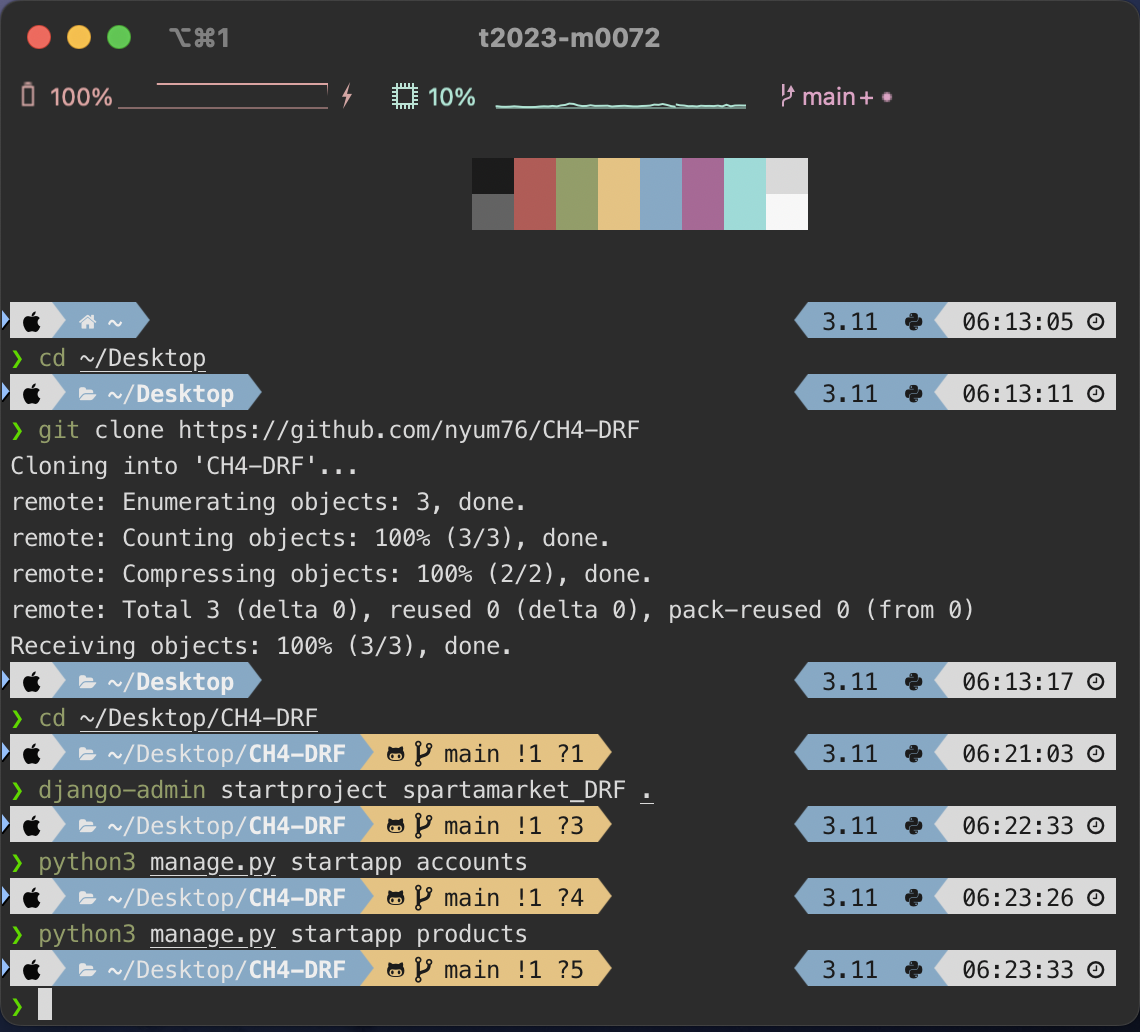 ⌥⌘1 t2023-m0072
100% 10% main+
~ 3.11 06:13:05
❯ cd ~/Desktop
~/Desktop 3.11 06:13:11
❯ git clone https://github.com/nyum76/CH4-DRF
Cloning into 'CH4-DRF'...
remote: Enumerating objects: 3, done.
remote: Counting objects: 100% (3/3), done.
remote: Compressing objects: 100% (2/2), done.
remote: Total 3 (delta 0), reused 0 (delta 0), pack-reused 0 (from 0)
Receiving objects: 100% (3/3), done.
~/Desktop 3.11 06:13:17
❯ cd ~/Desktop/CH4-DRF
~/Desktop/CH4-DRF main !1 ?1 3.11 06:21:03
❯ django-admin startproject spartamarket_DRF .
~/Desktop/CH4-DRF main !1 ?3 3.11 06:22:33
❯ python3 manage.py startapp accounts
~/Desktop/CH4-DRF main !1 ?4 3.11 06:23:26
❯ python3 manage.py startapp products
~/Desktop/CH4-DRF main !1 ?5 3.11 06:23:33
❯